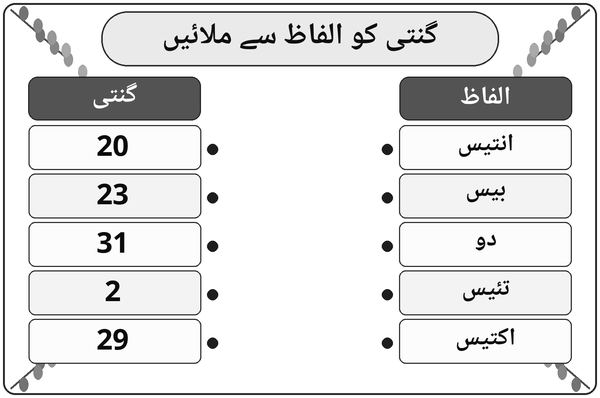 گنتی کو الفاظ سے ملائیں
الفاظ گنتی
انتیس 20
بیس 23
دو 31
تئیس 2
اکتیس 29